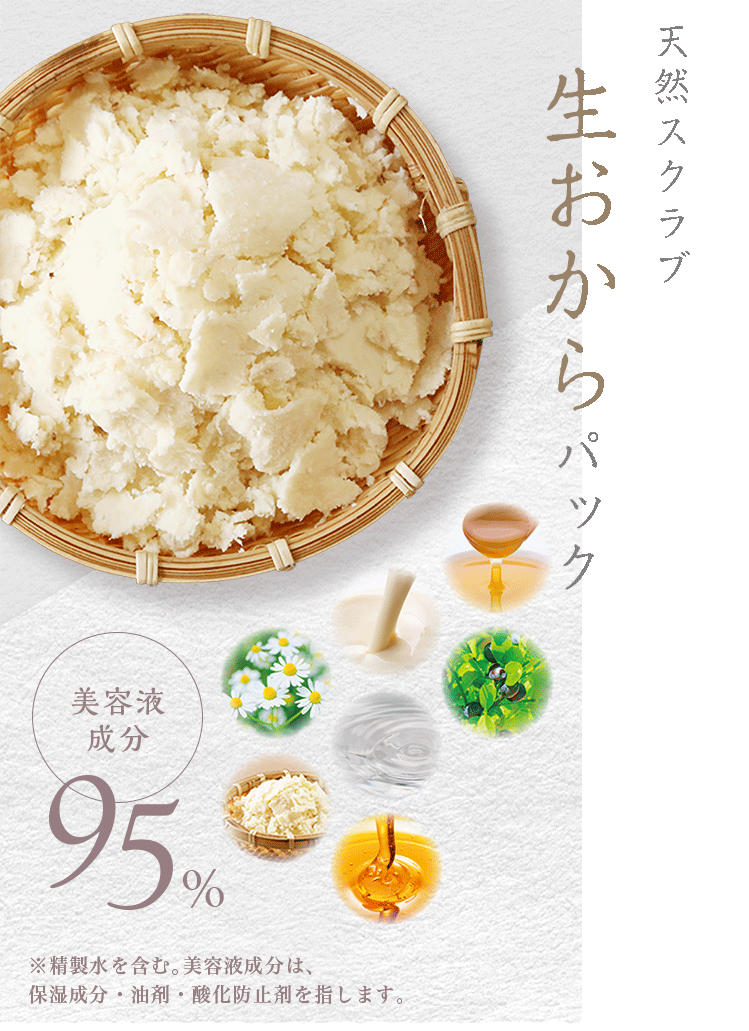 天然スクラブ
生おからパック
美容液
成分
95%
※精製水を含む。美容液成分は、
保湿成分・油剤・酸化防止剤を指します。